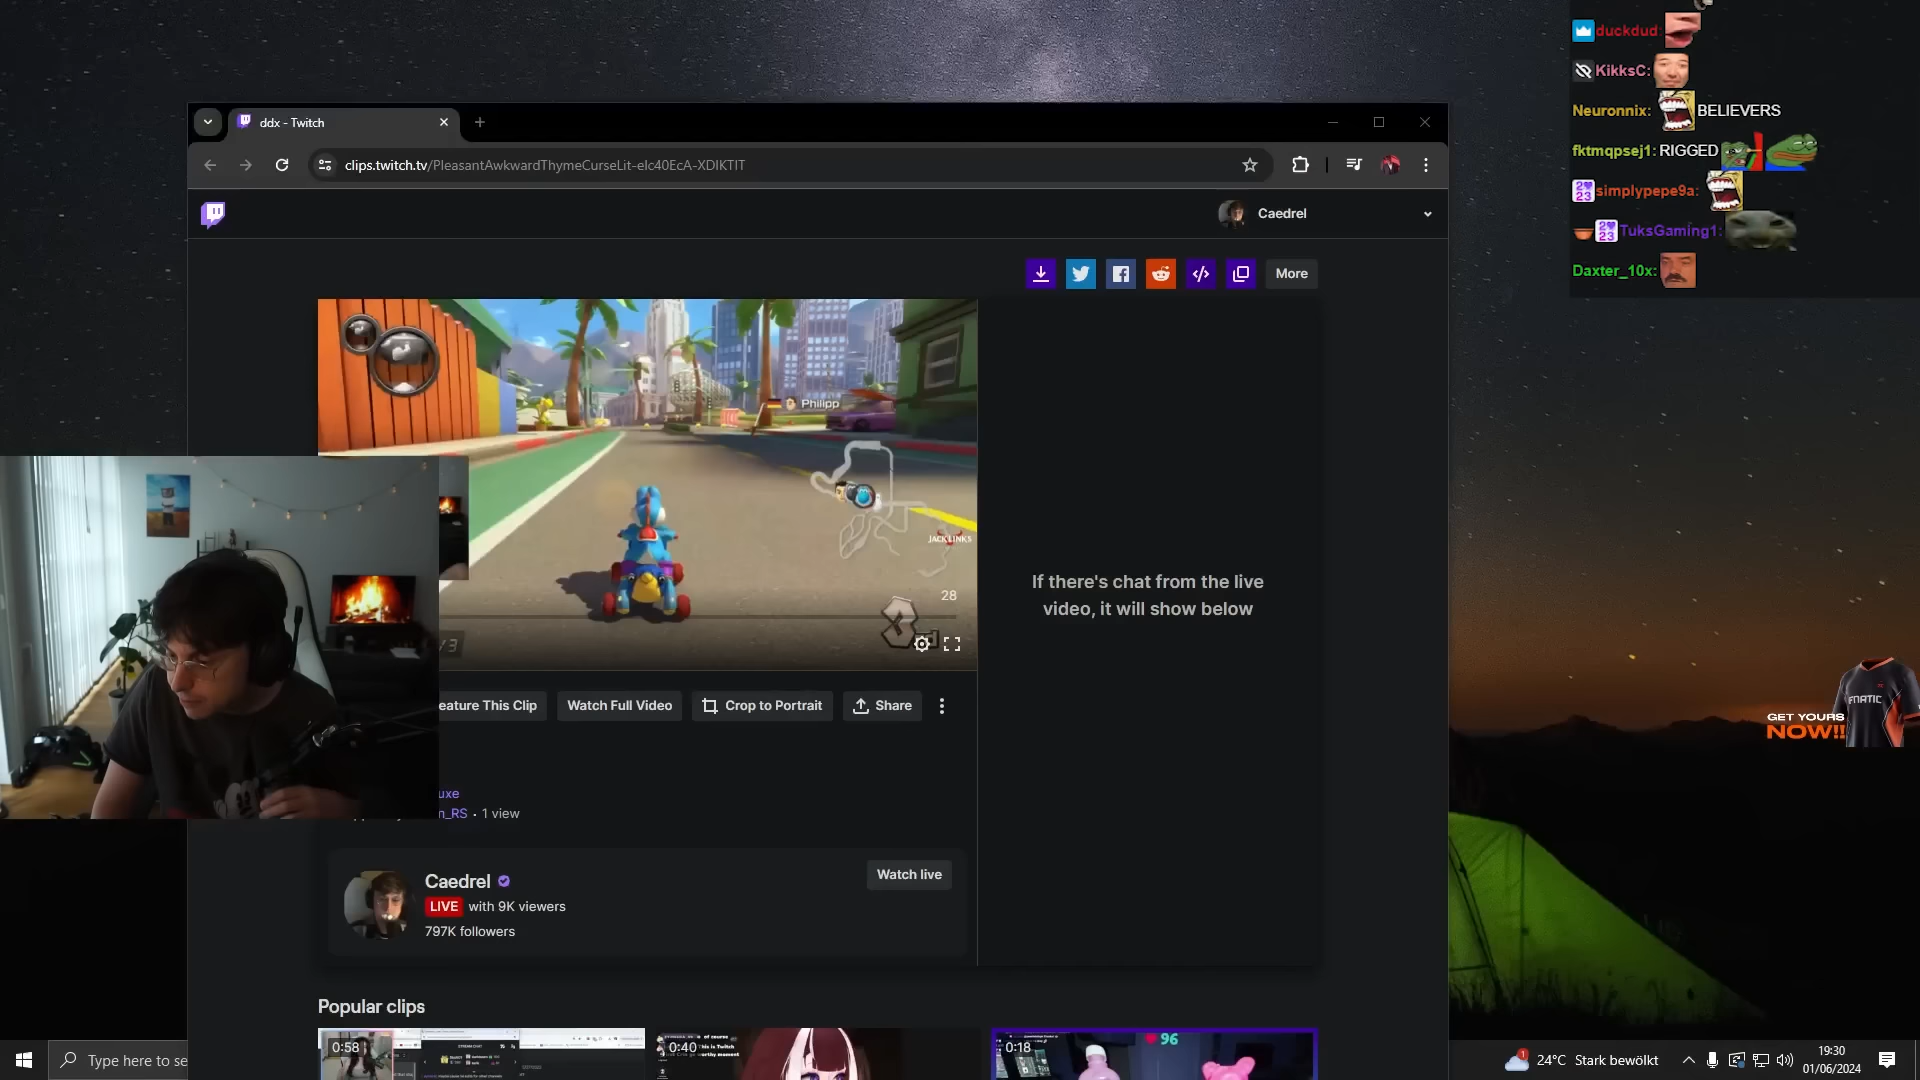 duckdud:
KikksC:
Neuronnix: BELIEVERS
fktmqpsej1: RIGGED
simplypepe9a:
TuksGaming1:
Daxter_10x:
ddx - Twitch
clips.twitch.tv/PleasantAwkwardThymeCurseLit-elc40EcA-XDIKTIT
Caedrel
More
Philipp
JACK LINK'S
28
/3
If there's chat from the live
video, it will show below
eature This Clip
Watch Full Video
Crop to Portrait
Share
uxe
n_RS · 1 view
Caedrel
Watch live
LIVE with 9K viewers
797K followers
GET YOURS
NOW!!
FNATIC
Popular clips
0:58
0:40
0:18
96
Type here to se
24°C Stark bewölkt
19:30
01/06/2024